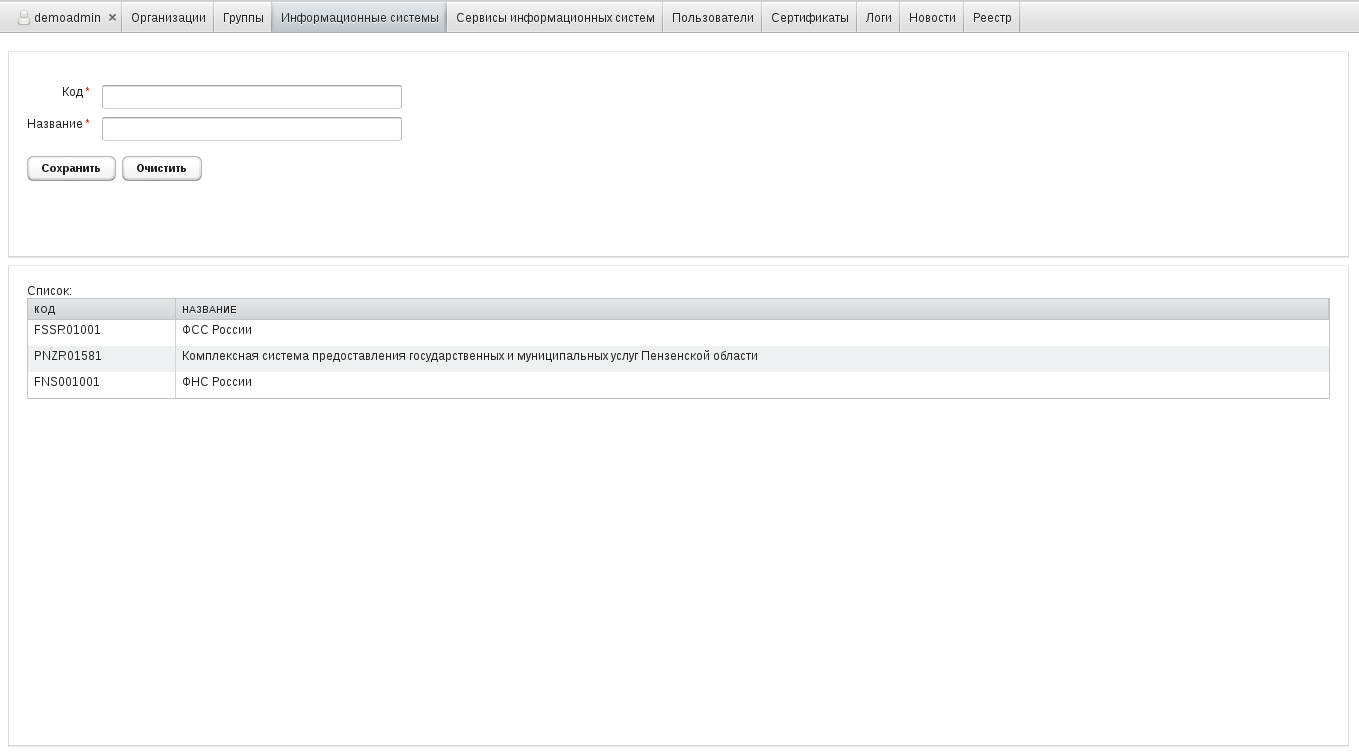 demoadmin Организации Группы Информационные системы Сервисы информационных систем Пользователи Сертификаты Логи Новости Реестр
Код *
Название *
Сохранить Очистить
Список:
КОД НАЗВАНИЕ
FSSR01001 ФСС России
PNZR01581 Комплексная система предоставления государственных и муниципальных услуг Пензенской области
FNS001001 ФНС России